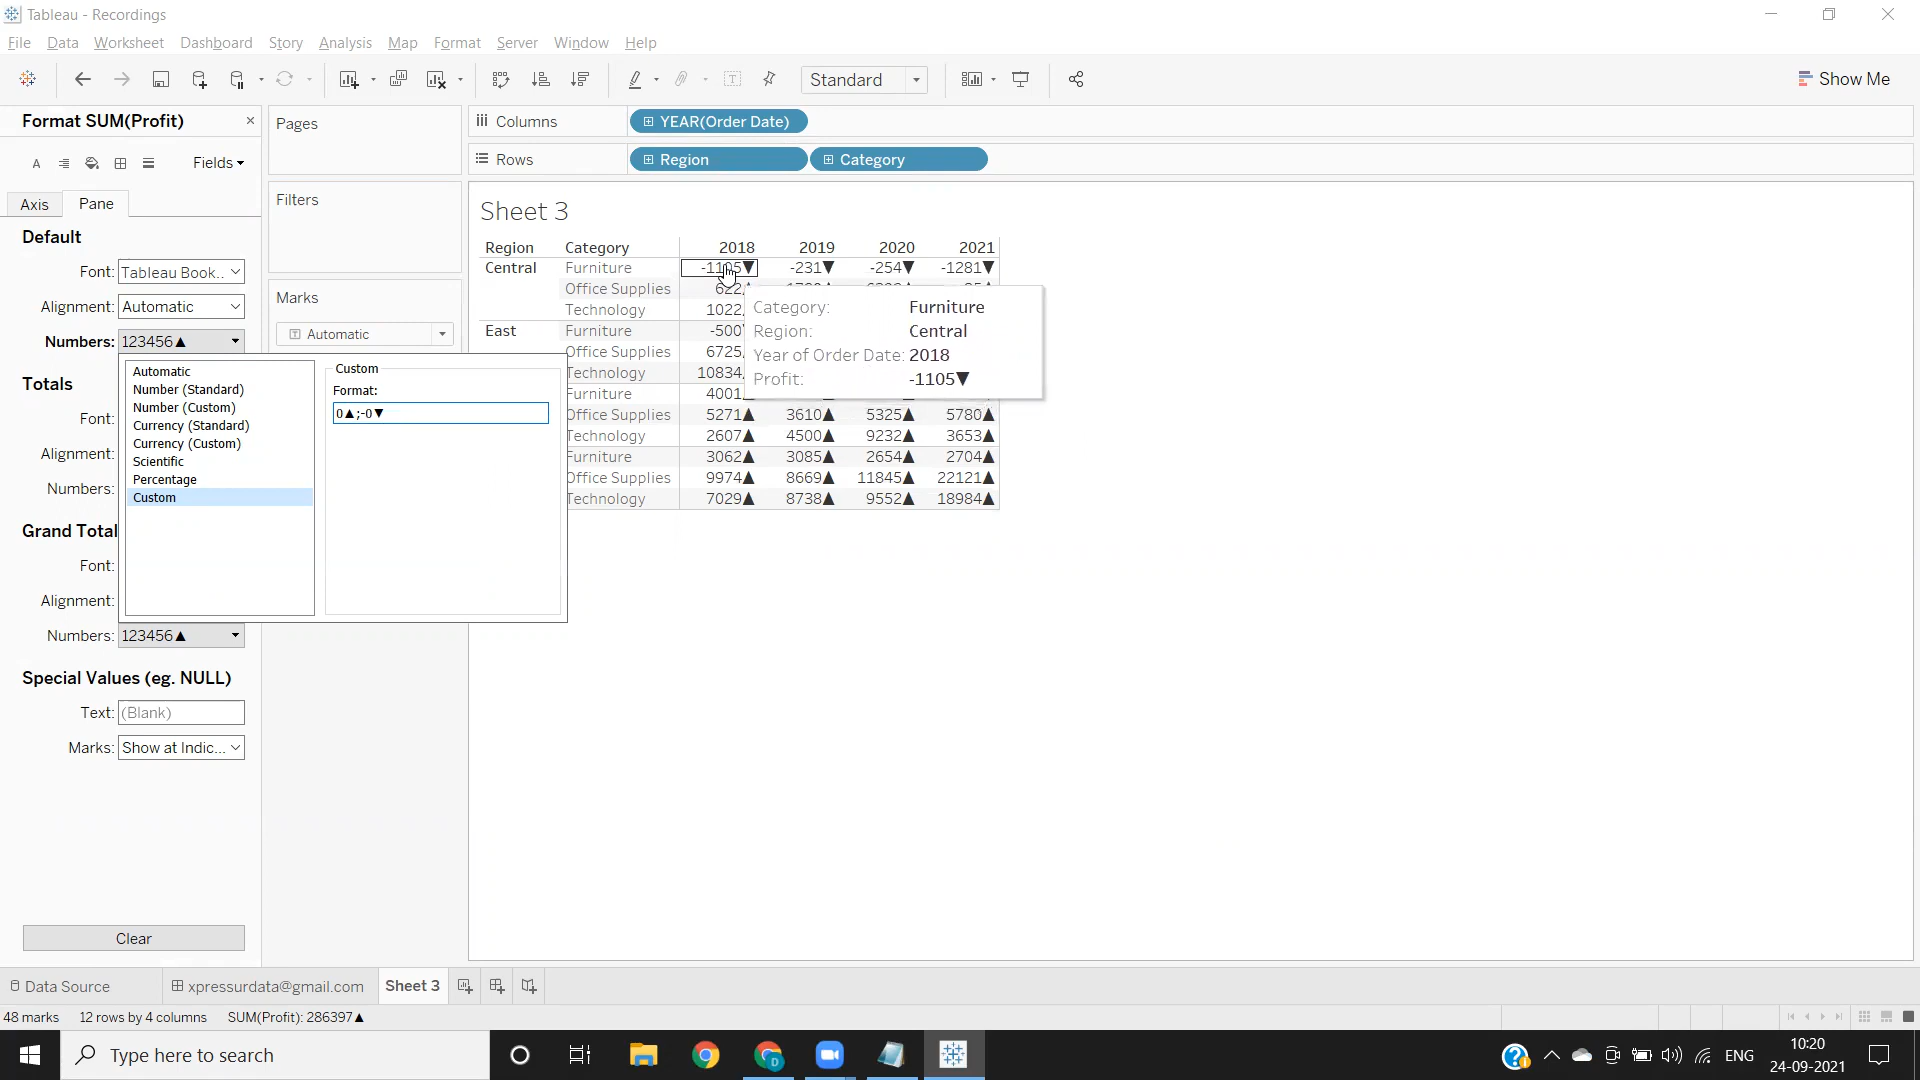 Tableau - Recordings
File Data Worksheet Dashboard Story Analysis Map Format Server Window Help
Standard
Show Me
Format SUM(Profit)
Fields
Axis Pane
Default
Font: Tableau Book..
Alignment: Automatic
Numbers: 123456▲
Totals
Font:
Alignment:
Numbers:
Grand Total
Font:
Alignment:
Numbers: 123456▲
Special Values (eg. NULL)
Text: (Blank)
Marks: Show at Indic...
Clear
Automatic
Number (Standard)
Number (Custom)
Currency (Standard)
Currency (Custom)
Scientific
Percentage
Custom
Custom
Format:
0▲;-0▼
Pages
Filters
Marks
Automatic
Columns YEAR(Order Date)
Rows Region Category
Sheet 3
Region Category 2018 2019 2020 2021
Central Furniture -1105▼ -231▼ -254▼ -1281▼
Office Supplies 622
Technology 1022
East Furniture -500
Office Supplies 6725
Technology 10834
Furniture 4001
Office Supplies 5271▲ 3610▲ 5325▲ 5780▲
Technology 2607▲ 4500▲ 9232▲ 3653▲
Furniture 3062▲ 3085▲ 2654▲ 2704▲
Office Supplies 9974▲ 8669▲ 11845▲ 22121▲
Technology 7029▲ 8738▲ 9552▲ 18984▲
Category: Furniture
Region: Central
Year of Order Date: 2018
Profit: -1105▼
Data Source xpressurdata@gmail.com Sheet 3
48 marks 12 rows by 4 columns SUM(Profit): 286397▲
Type here to search
ENG
10:20
24-09-2021